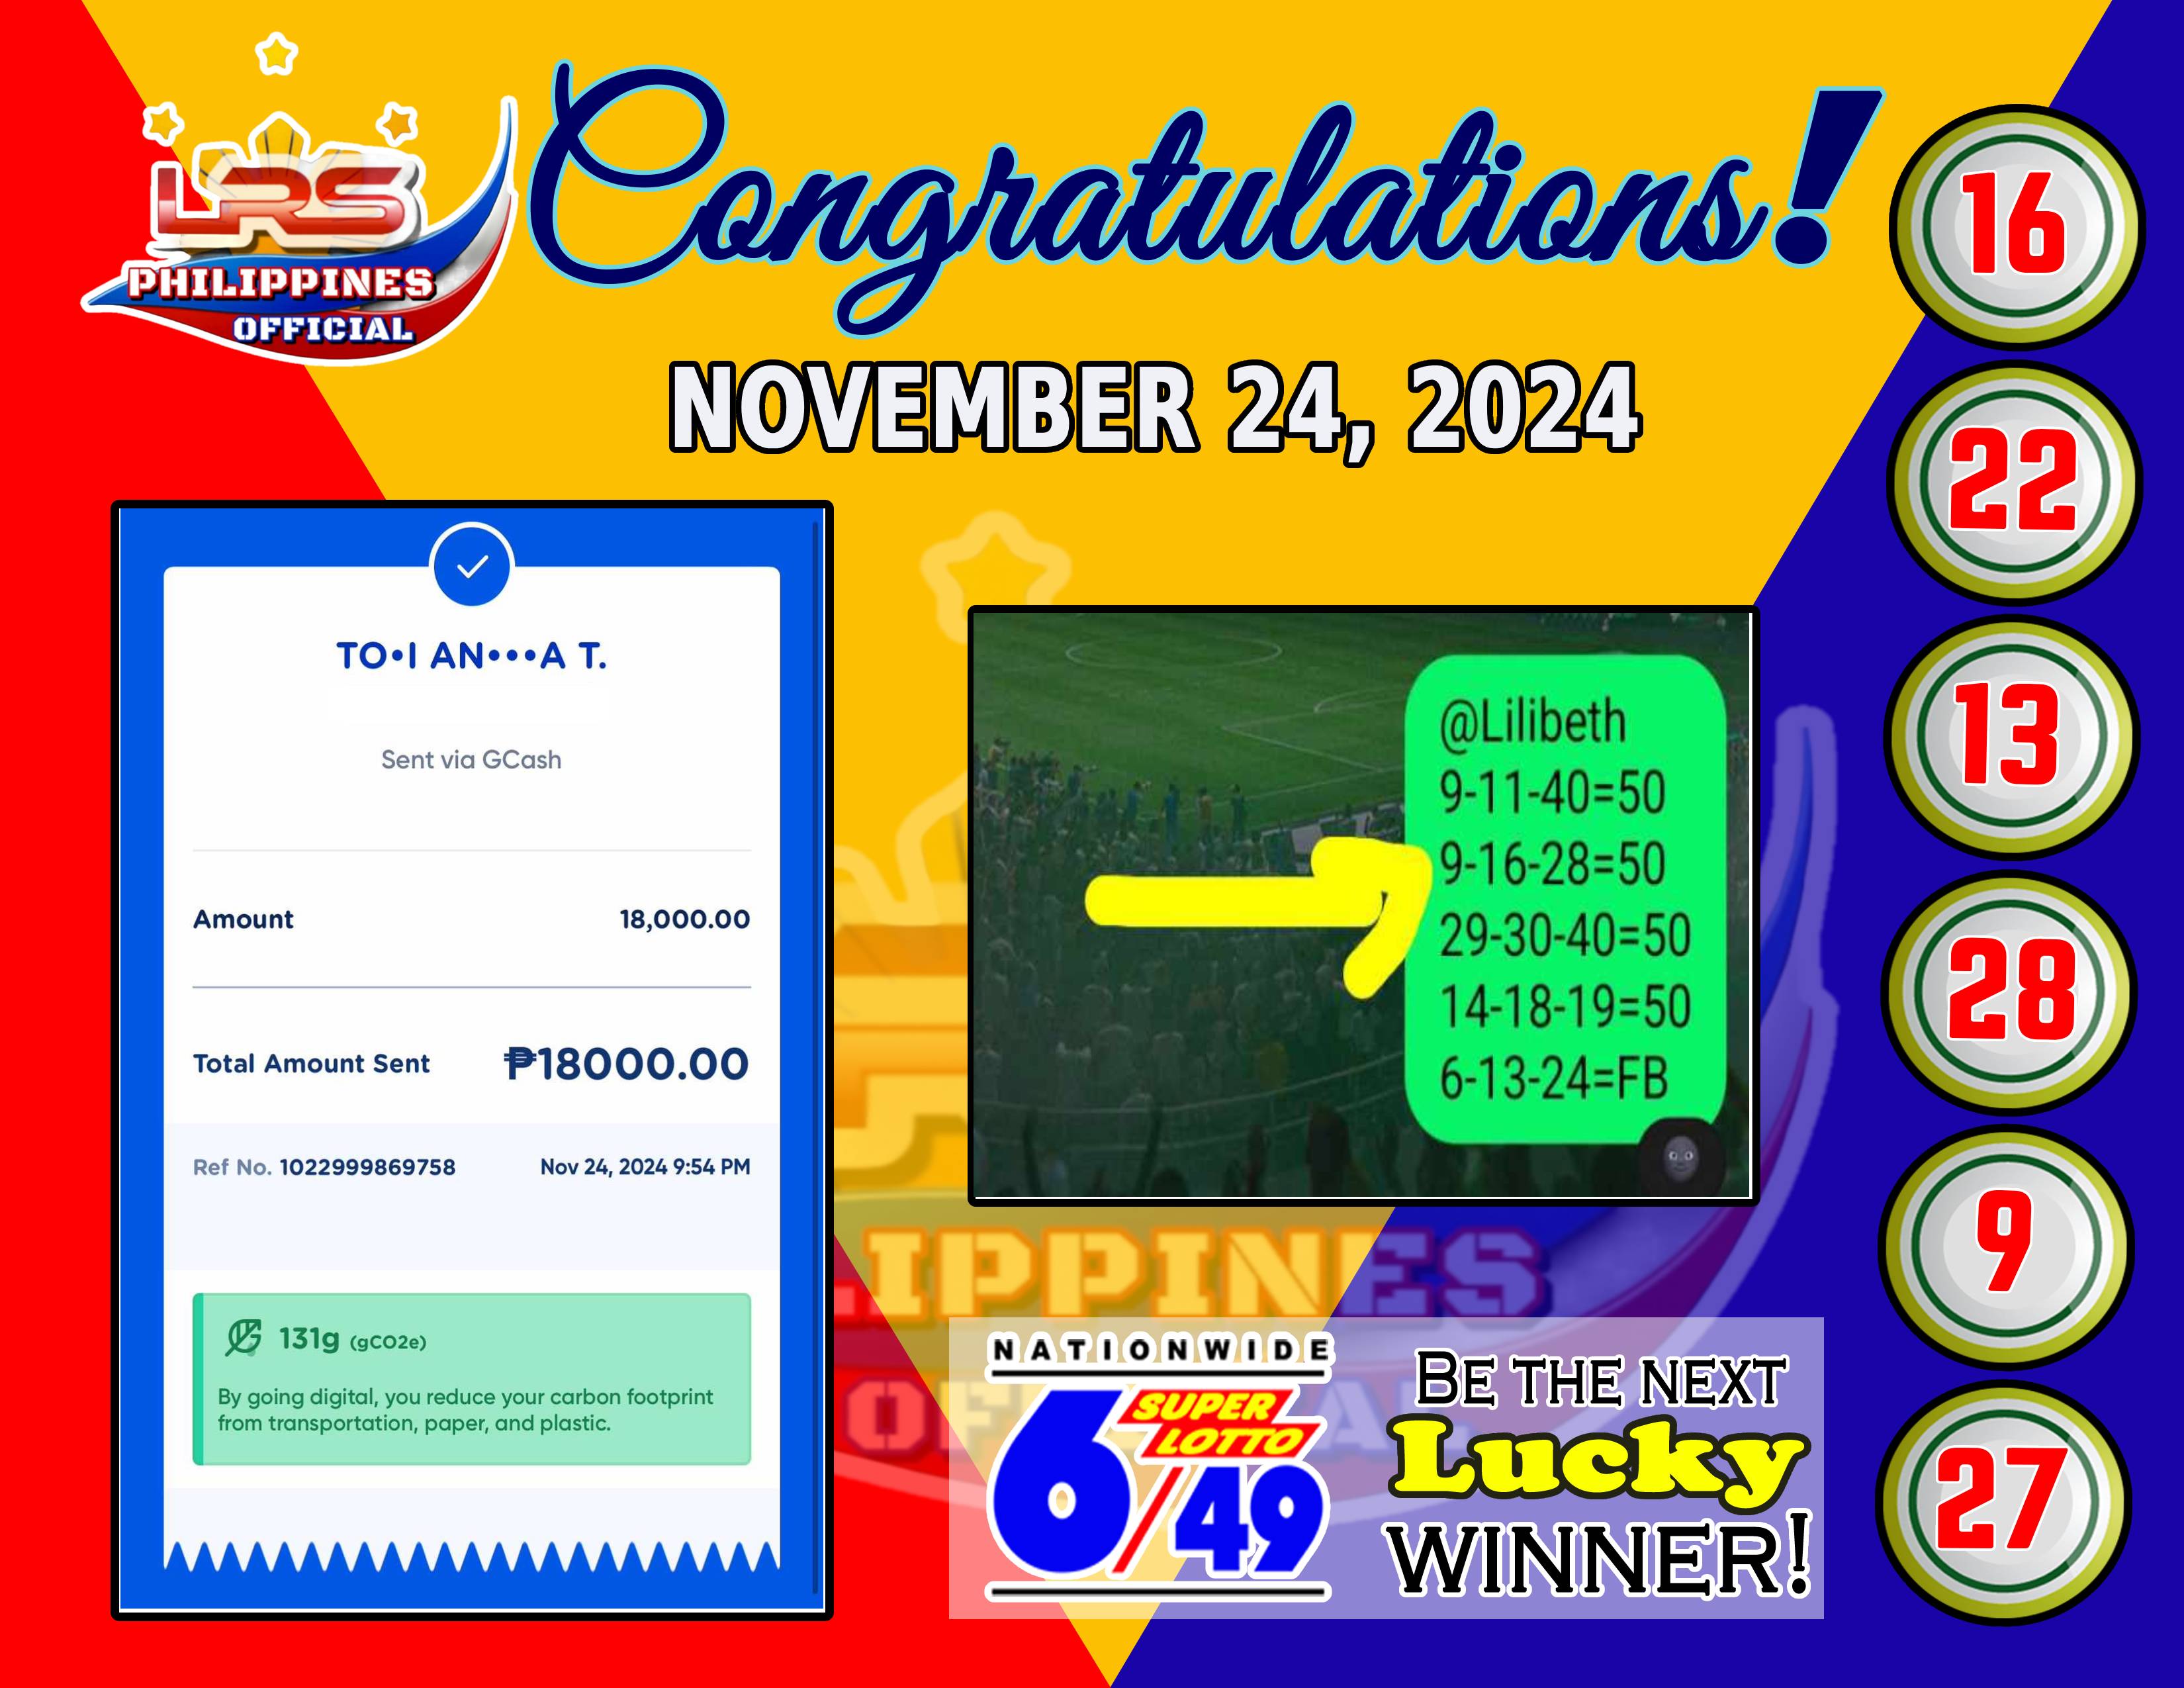 LRS
PHILIPPINES
OFFICIAL
Congratulations!
NOVEMBER 24, 2024
TO•I AN•••A T.
Sent via GCash
Amount 18,000.00
Total Amount Sent ₱18000.00
Ref No. 1022999869758 Nov 24, 2024 9:54 PM
131g (gCO2e)
By going digital, you reduce your carbon footprint
from transportation, paper, and plastic.
@Lilibeth
9-11-40=50
9-16-28=50
29-30-40=50
14-18-19=50
6-13-24=FB
LIPPINES
NATIONWIDE
SUPER
LOTTO
6/49
BE THE NEXT
Lucky
WINNER!
16
22
13
28
9
27